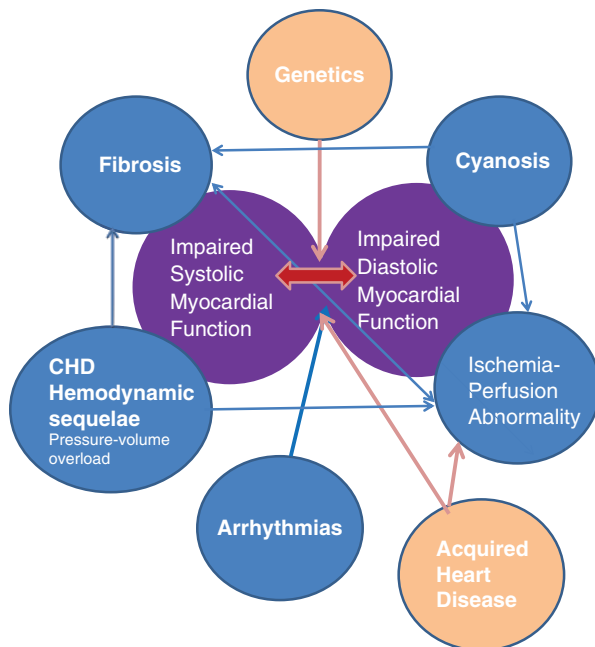 Genetics
Fibrosis
Cyanosis
Impaired
Systolic
Myocardial
Function
Impaired
Diastolic
Myocardial
Function
CHD
Hemodynamic
sequelae
Pressure-volume
overload
Ischemia-
Perfusion
Abnormality
Arrhythmias
Acquired
Heart
Disease